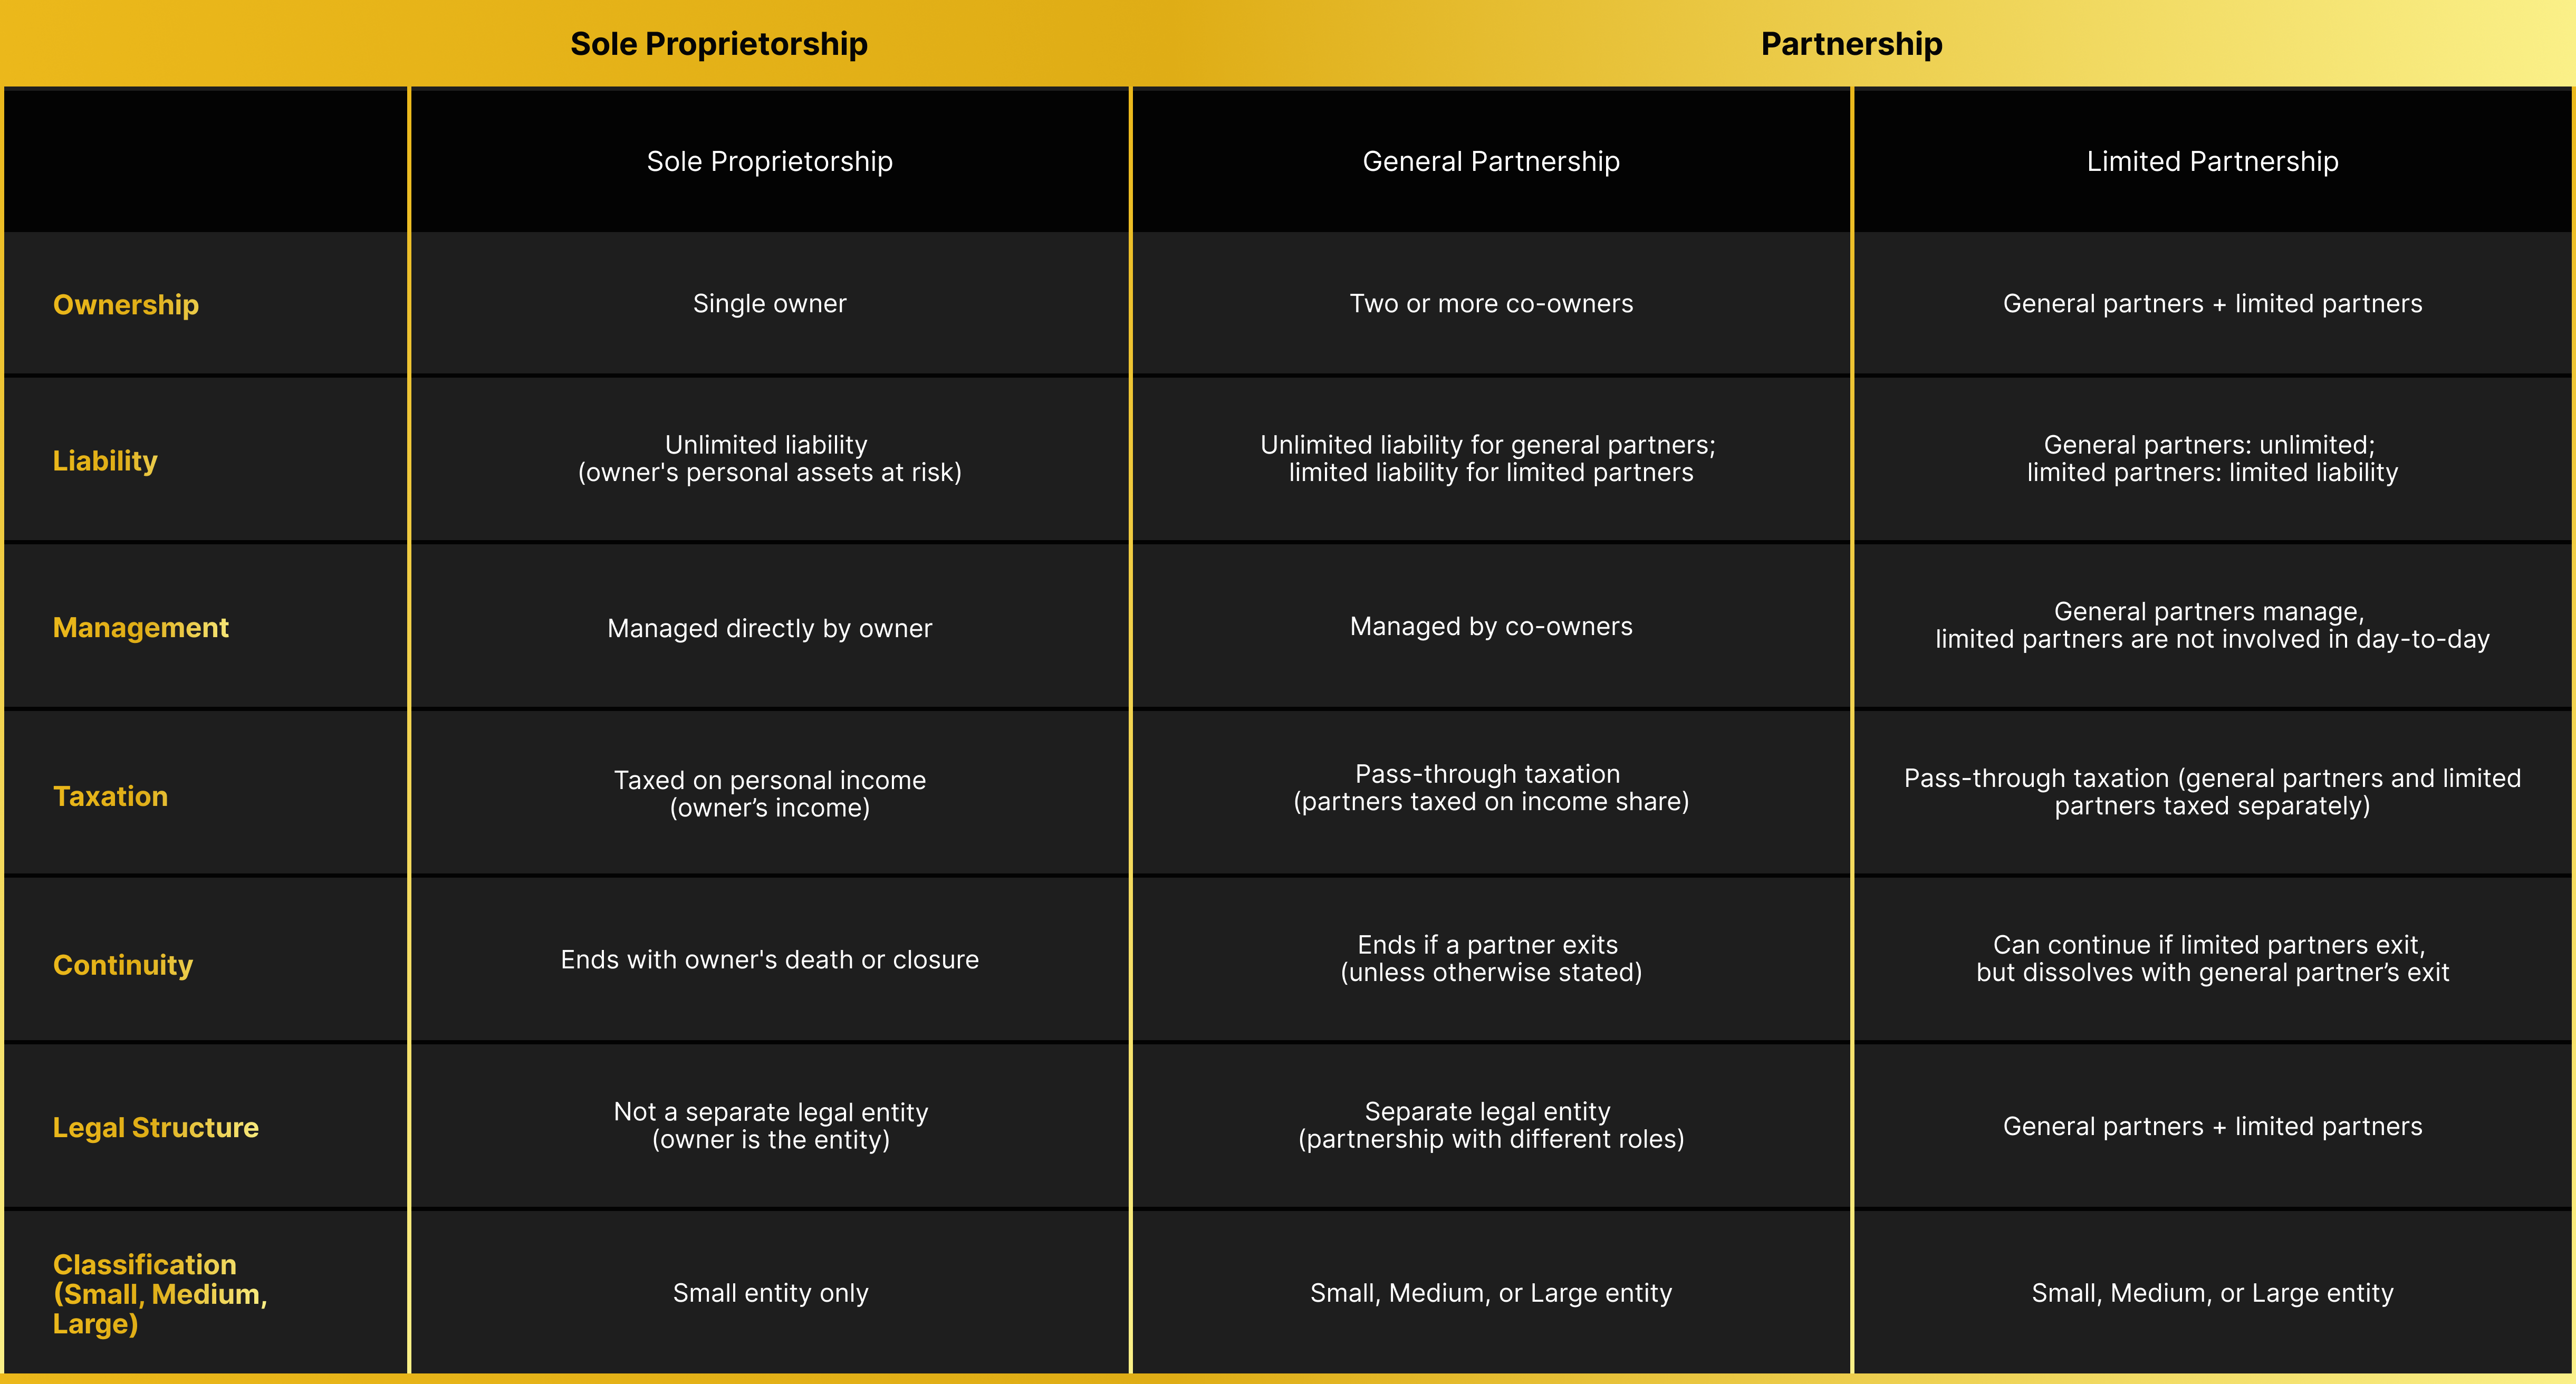 Sole Proprietorship
Partnership
Sole Proprietorship
General Partnership
Limited Partnership
Ownership
Single owner
Two or more co-owners
General partners + limited partners
Liability
Unlimited liability
(owner's personal assets at risk)
Unlimited liability for general partners;
limited liability for limited partners
General partners: unlimited;
limited partners: limited liability
Management
Managed directly by owner
Managed by co-owners
General partners manage,
limited partners are not involved in day-to-day
Taxation
Taxed on personal income
(owner’s income)
Pass-through taxation
(partners taxed on income share)
Pass-through taxation (general partners and limited
partners taxed separately)
Continuity
Ends with owner's death or closure
Ends if a partner exits
(unless otherwise stated)
Can continue if limited partners exit,
but dissolves with general partner’s exit
Legal Structure
Not a separate legal entity
(owner is the entity)
Separate legal entity
(partnership with different roles)
General partners + limited partners
Classification
(Small, Medium,
Large)
Small entity only
Small, Medium, or Large entity
Small, Medium, or Large entity